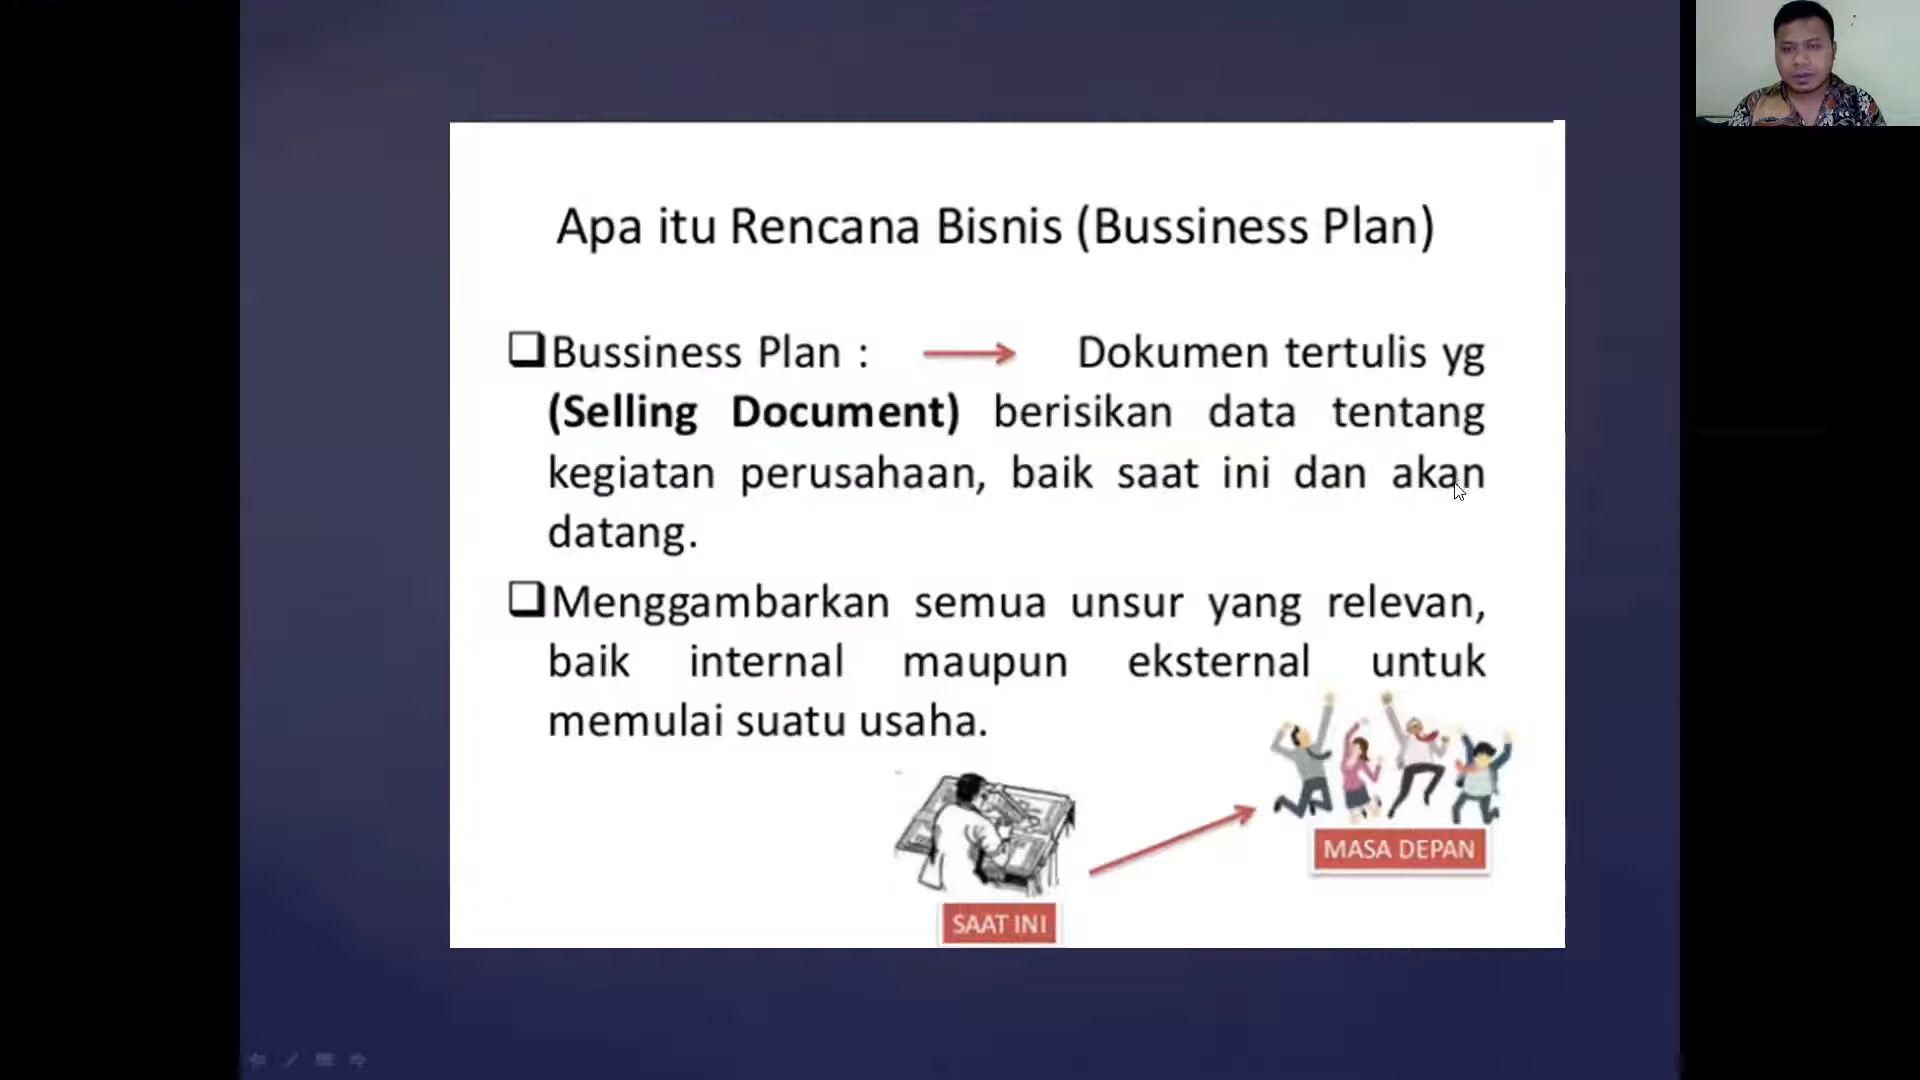 Apa itu Rencana Bisnis (Bussiness Plan)
Bussiness Plan : Dokumen tertulis yg
(Selling Document) berisikan data tentang
kegiatan perusahaan, baik saat ini dan akan
datang.
Menggambarkan semua unsur yang relevan,
baik internal maupun eksternal untuk
memulai suatu usaha.
MASA DEPAN
SAAT INI